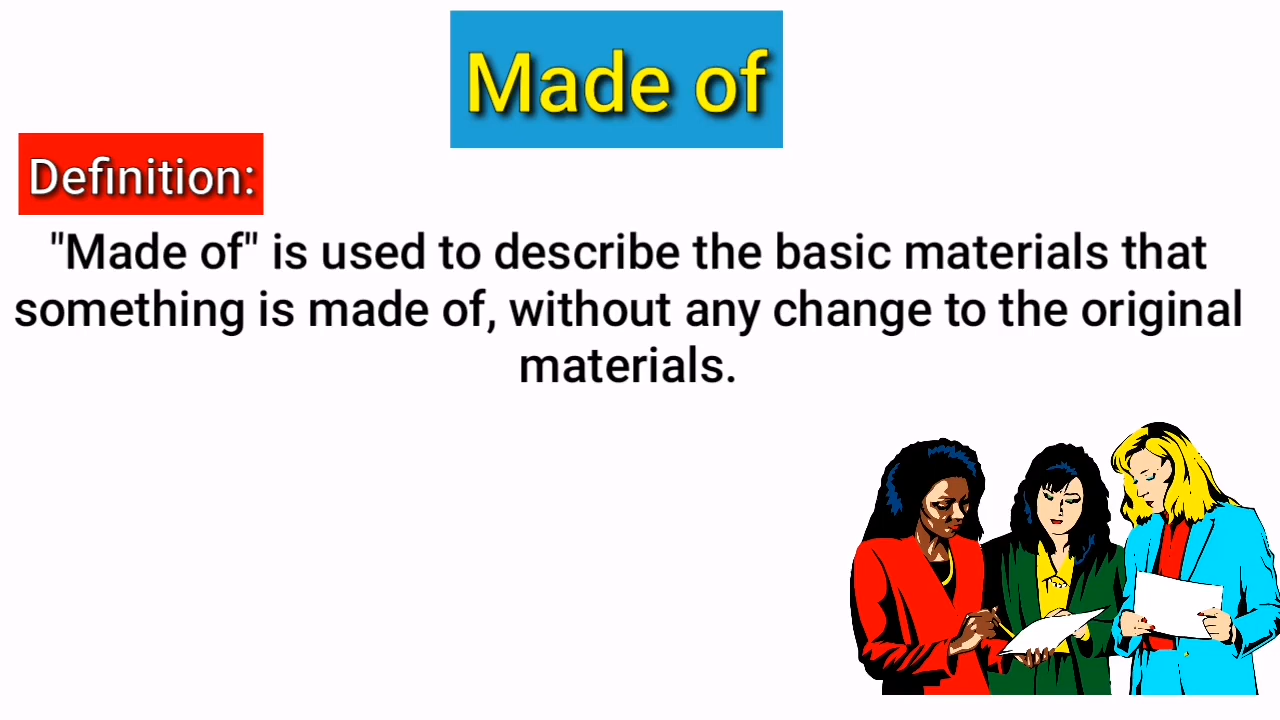 Made of
Definition:
"Made of" is used to describe the basic materials that
something is made of, without any change to the original
materials.